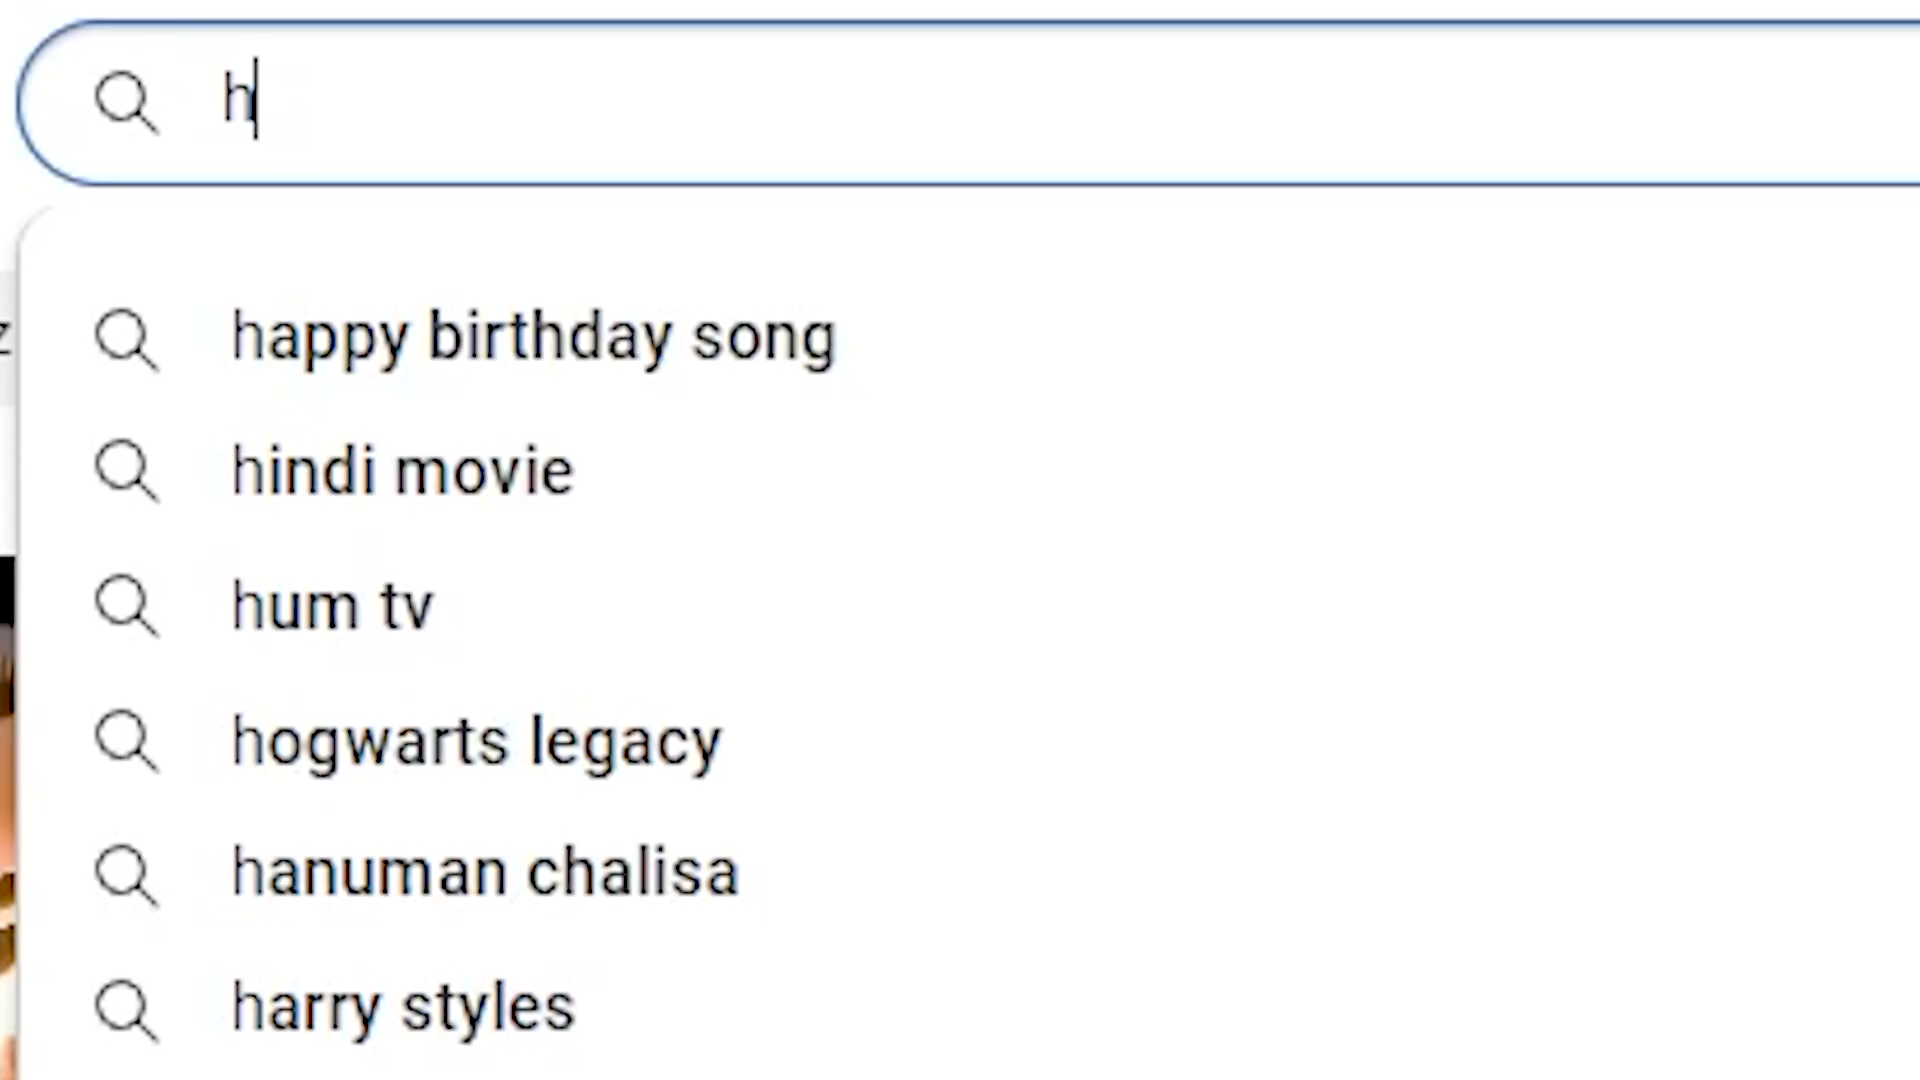 h
happy birthday song
hindi movie
hum tv
hogwarts legacy
hanuman chalisa
harry styles